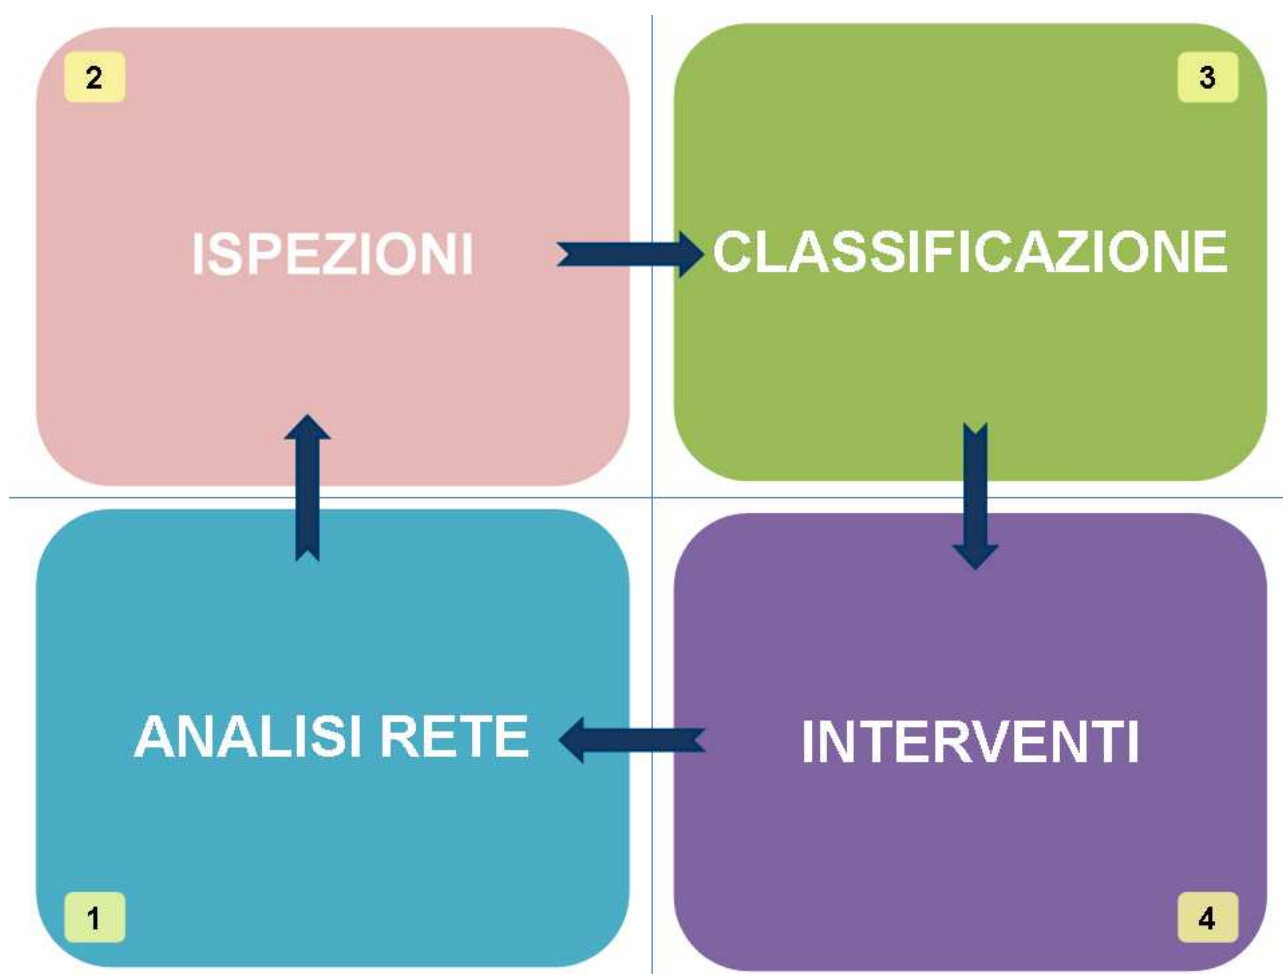 2
3
ISPEZIONI
CLASSIFICAZIONE
ANALISI RETE
INTERVENTI
1
4